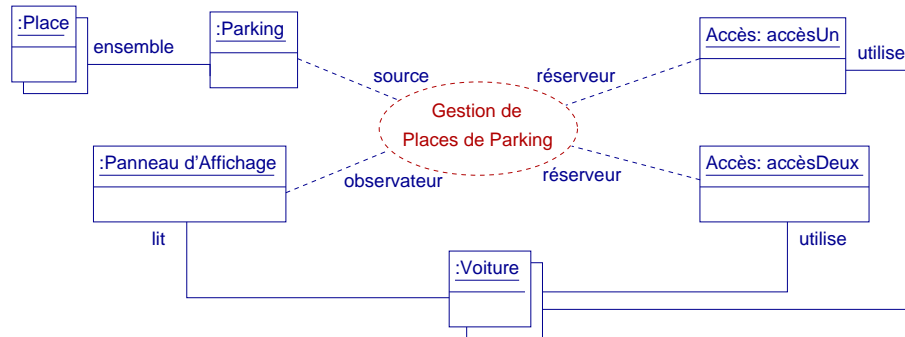 :Place
ensemble
:Parking
source
réserveur
Accès: accèsUn
utilise
Gestion de
Places de Parking
:Panneau d'Affichage
observateur
réserveur
Accès: accèsDeux
lit
utilise
:Voiture